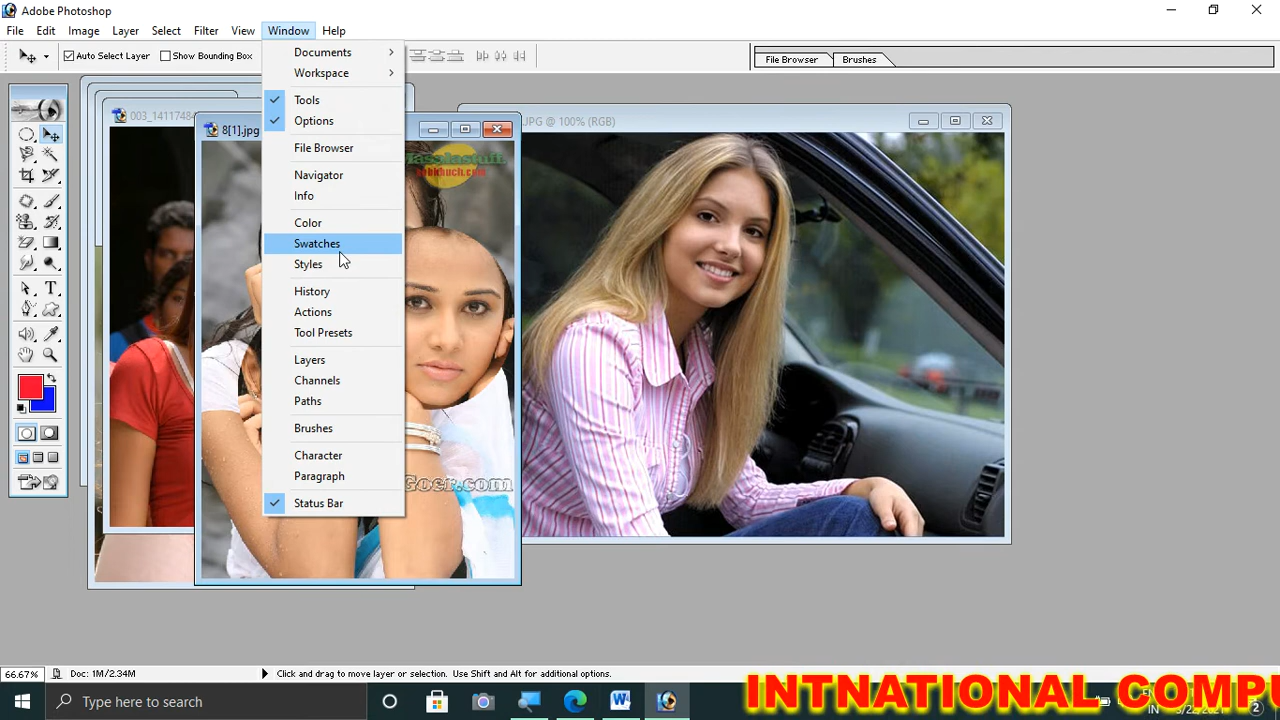 Adobe Photoshop
File Edit Image Layer Select Filter View Window Help
Auto Select Layer Show Bounding Box
File Browser Brushes
Documents
Workspace
Tools
Options
File Browser
Navigator
Info
Color
Swatches
Styles
History
Actions
Tool Presets
Layers
Channels
Paths
Brushes
Character
Paragraph
Status Bar
8[1].jpg
JPG @ 100% (RGB)
Goer.com
66.67% Doc: 1M/2.34M Click and drag to move layer or selection. Use Shift and Alt for additional options.
Type here to search
INTNATIONAL COMPU
IN
2